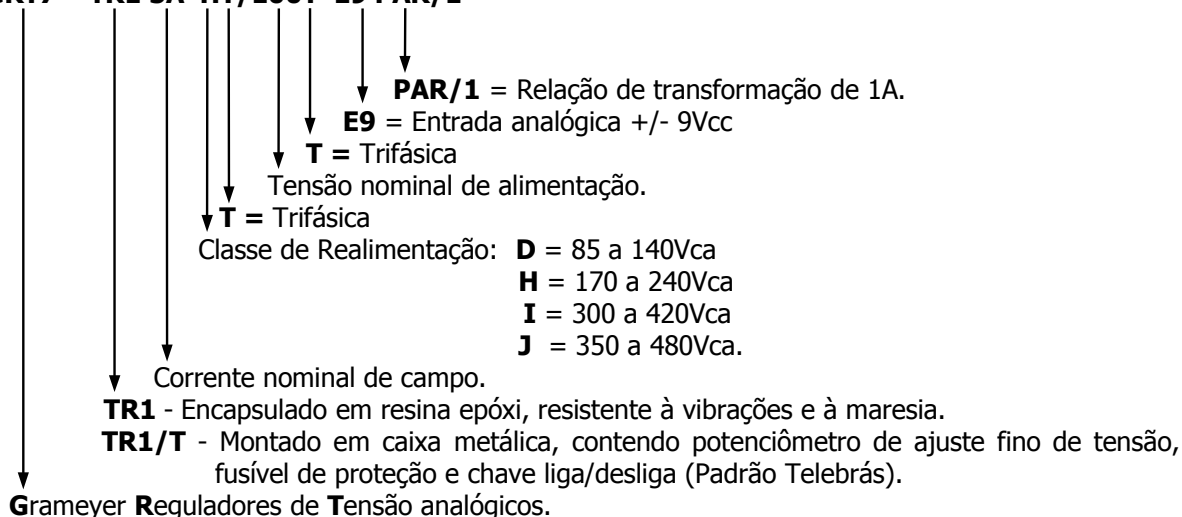 PAR/1 = Relação de transformação de 1A.
E9 = Entrada analógica +/- 9Vcc
T = Trifásica
Tensão nominal de alimentação.
T = Trifásica
Classe de Realimentação: D = 85 a 140Vca
H = 170 a 240Vca
I = 300 a 420Vca
J = 350 a 480Vca.
Corrente nominal de campo.
TR1 - Encapsulado em resina epóxi, resistente à vibrações e à maresia.
TR1/T - Montado em caixa metálica, contendo potenciômetro de ajuste fino de tensão,
fusível de proteção e chave liga/desliga (Padrão Telebrás).
Grameyer Reguladores de Tensão analógicos.